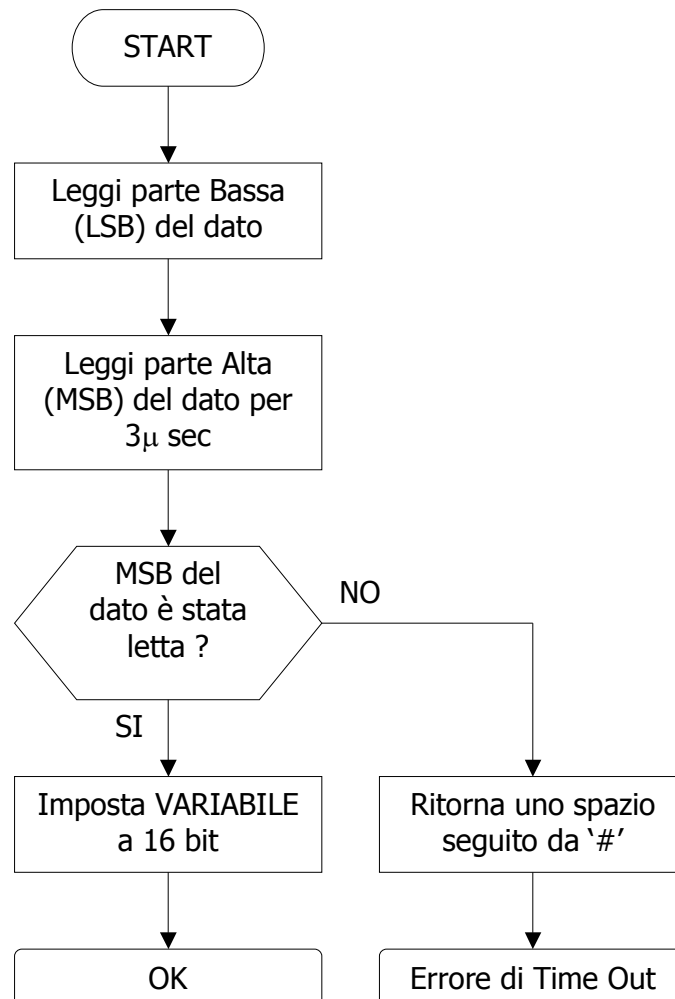 START
Leggi parte Bassa
(LSB) del dato
Leggi parte Alta
(MSB) del dato per
3μ sec
MSB del
dato è stata
letta ?
NO
SI
Imposta VARIABILE
a 16 bit
Ritorna uno spazio
seguito da ‘#’
OK
Errore di Time Out